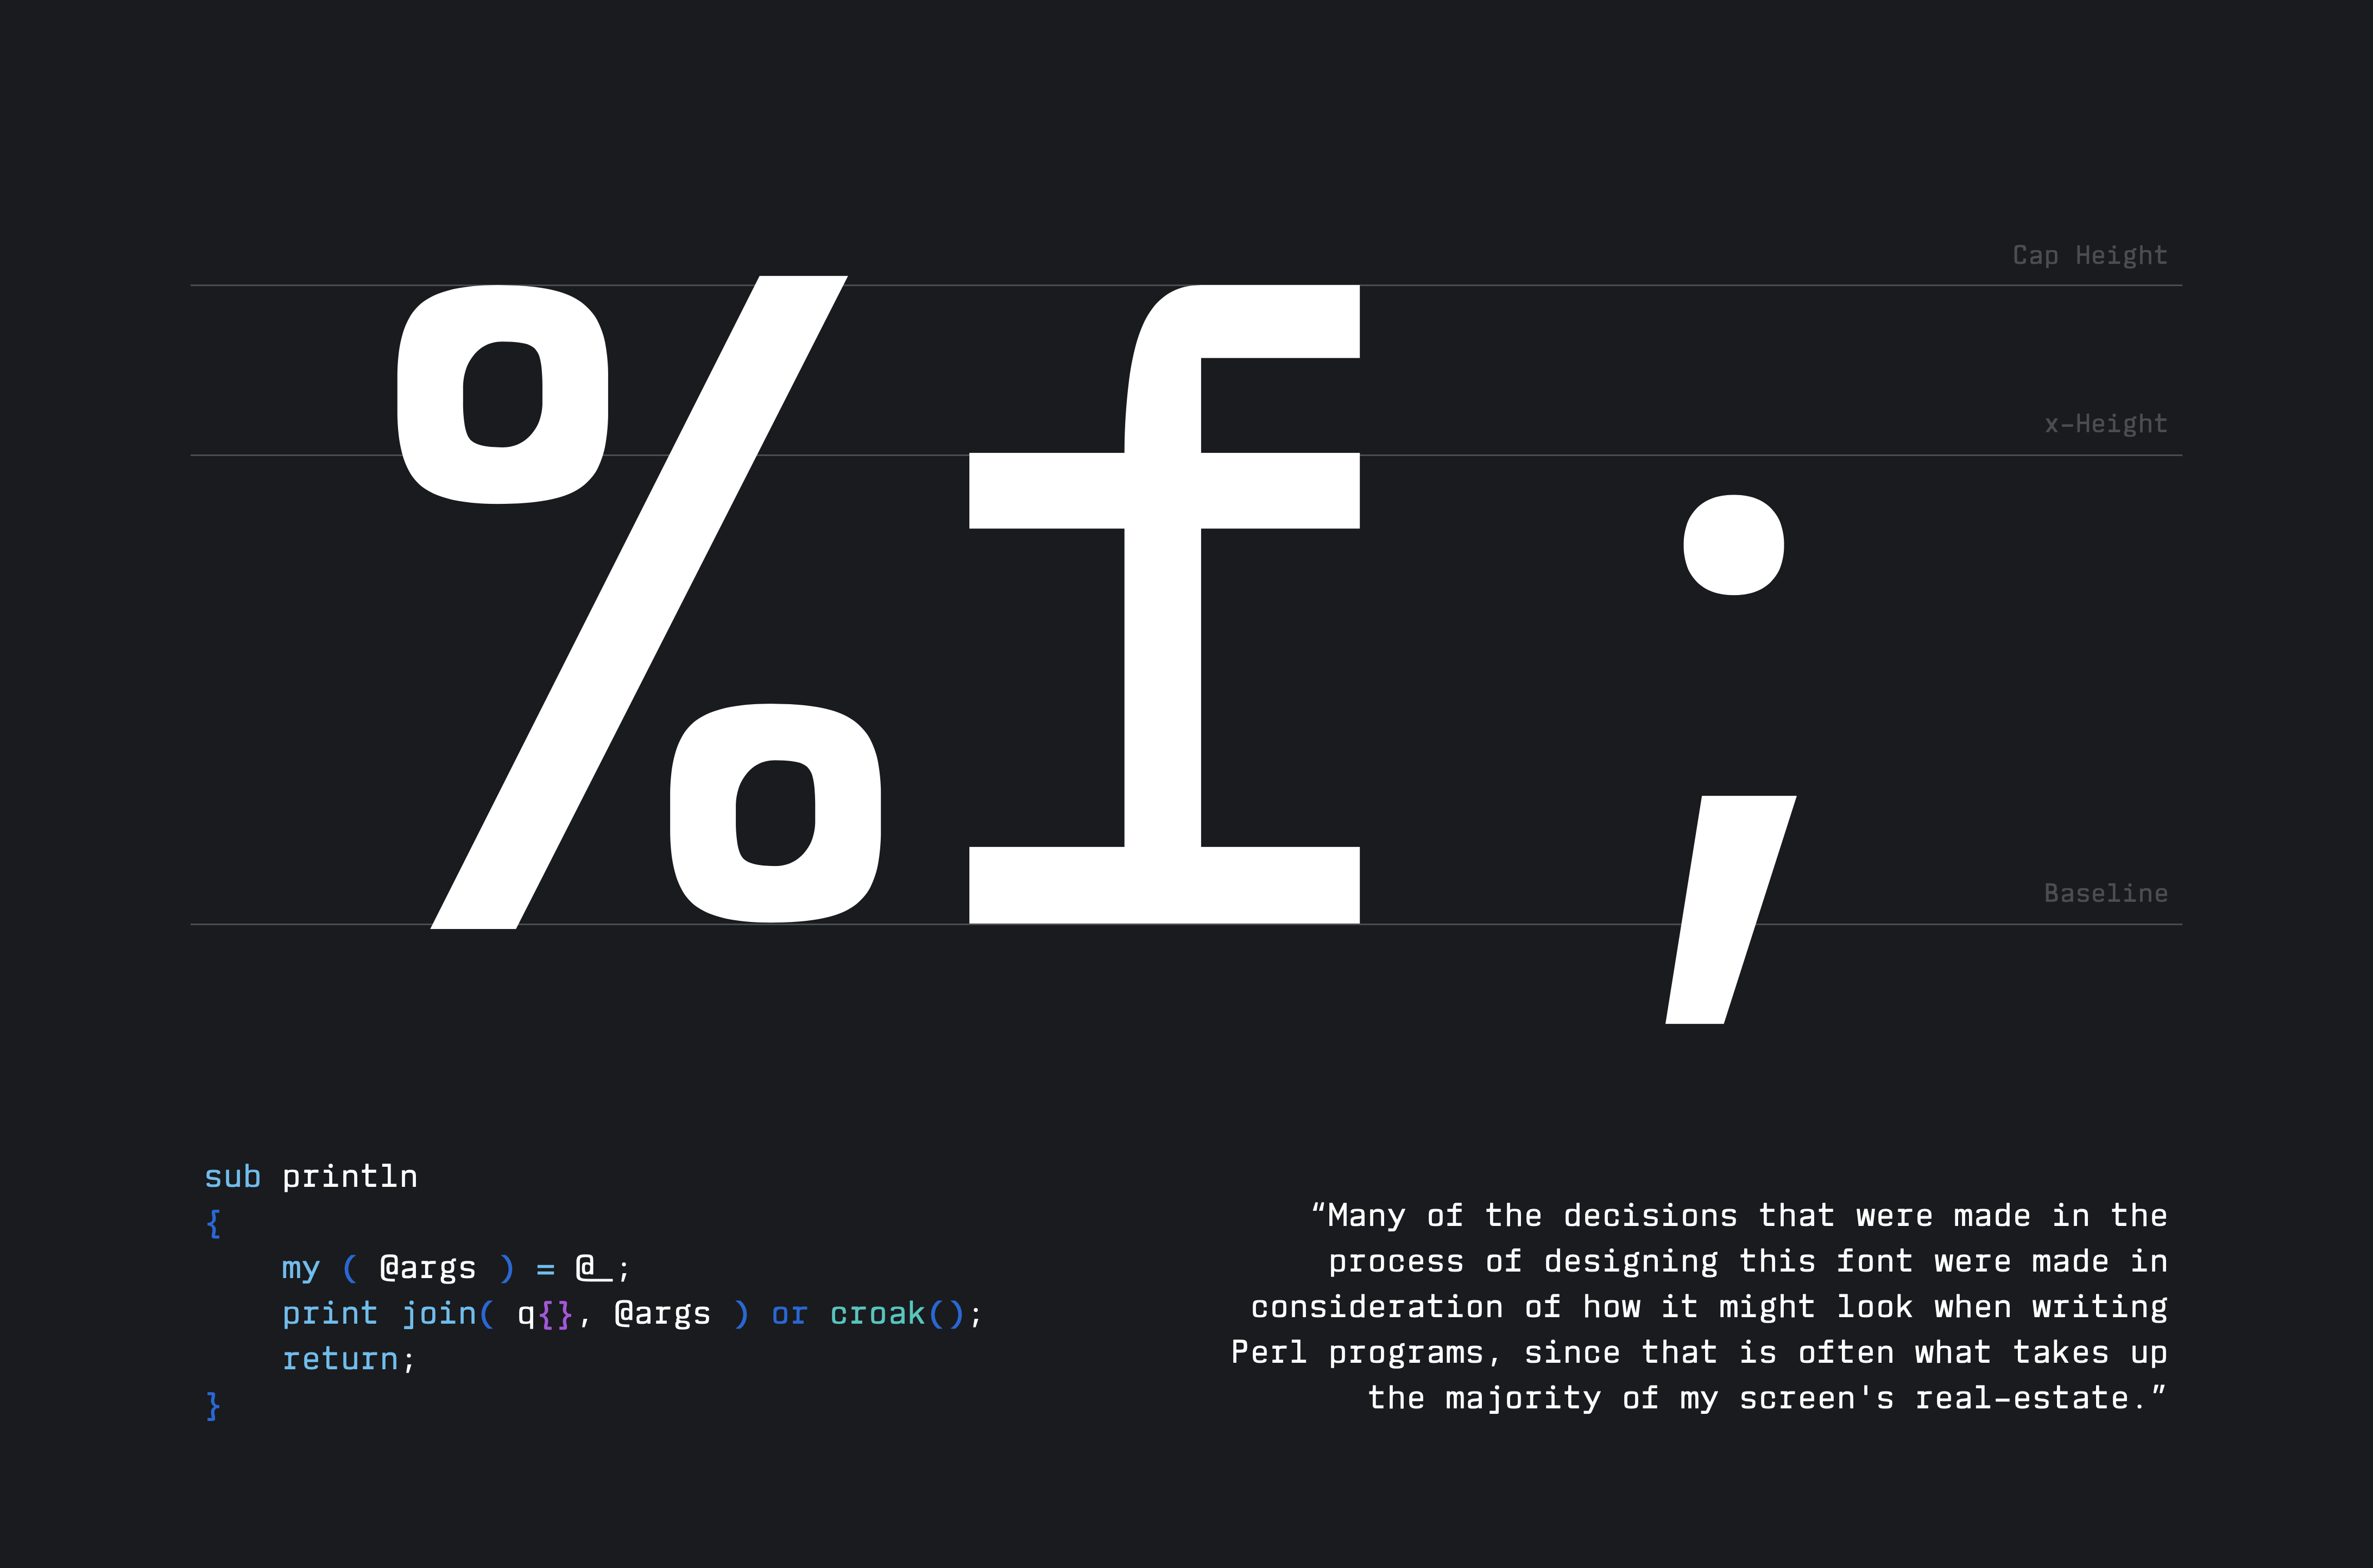 Cap Height
x-Height
%f;
Baseline
sub println
{
    my ( @args ) = @_;
    print join( q{}, @args ) or croak();
    return;
}
“Many of the decisions that were made in the
process of designing this font were made in
consideration of how it might look when writing
Perl programs, since that is often what takes up
the majority of my screen's real-estate.”